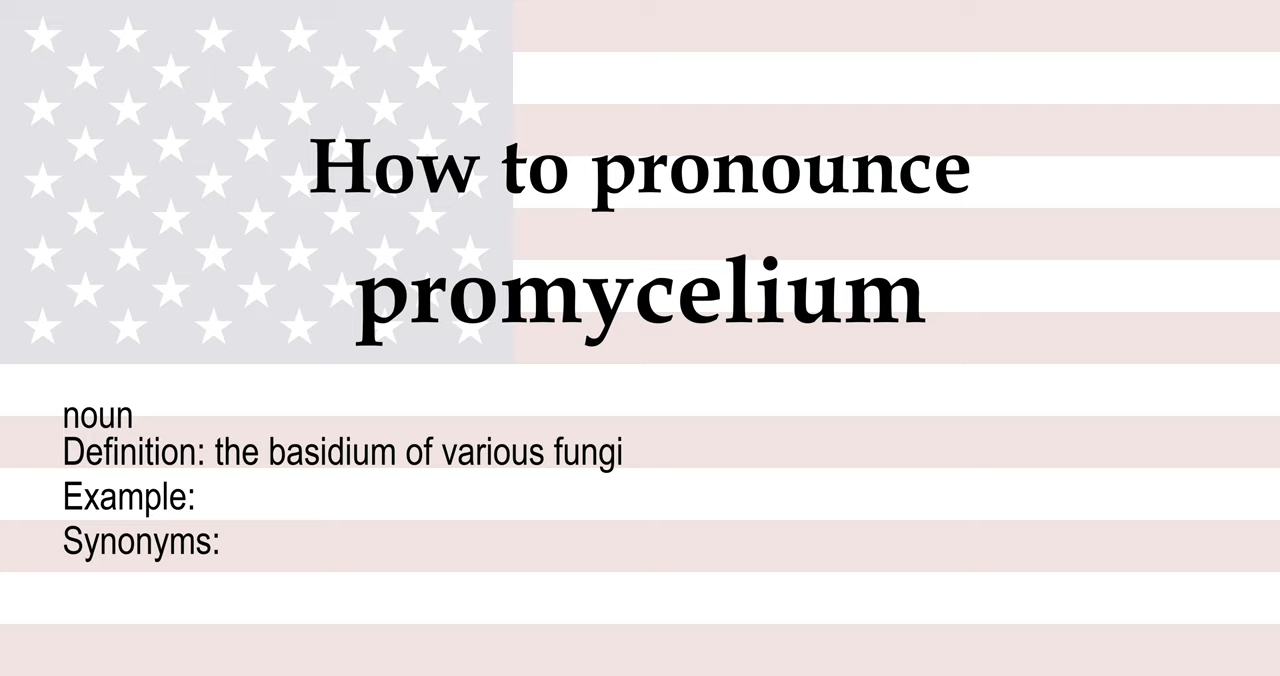 How to pronounce
promycelium
noun
Definition: the basidium of various fungi
Example:
Synonyms: